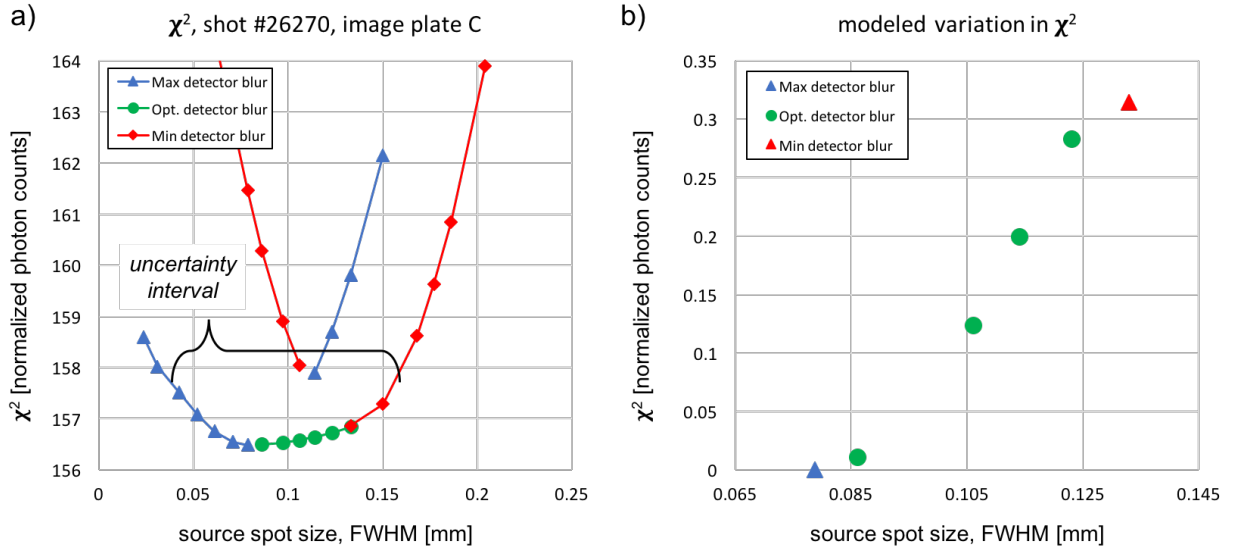 a)
χ², shot #26270, image plate C
164
163
162
161
160
159
158
157
156
χ² [normalized photon counts]
Max detector blur
Opt. detector blur
Min detector blur
uncertainty
interval
0 0.05 0.1 0.15 0.2 0.25
source spot size, FWHM [mm]
b)
modeled variation in χ²
0.35
0.3
0.25
0.2
0.15
0.1
0.05
0
χ² [normalized photon counts]
Max detector blur
Opt. detector blur
Min detector blur
0.065 0.085 0.105 0.125 0.145
source spot size, FWHM [mm]